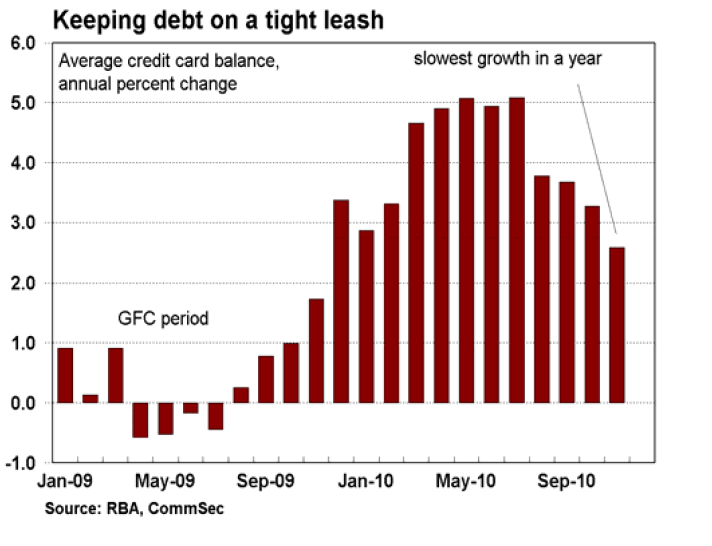 Keeping debt on a tight leash
6.0
Average credit card balance,
annual percent change
slowest growth in a year
5.0
4.0
3.0
2.0
GFC period
1.0
0.0
-1.0
Jan-09 May-09 Sep-09 Jan-10 May-10 Sep-10
Source: RBA, CommSec